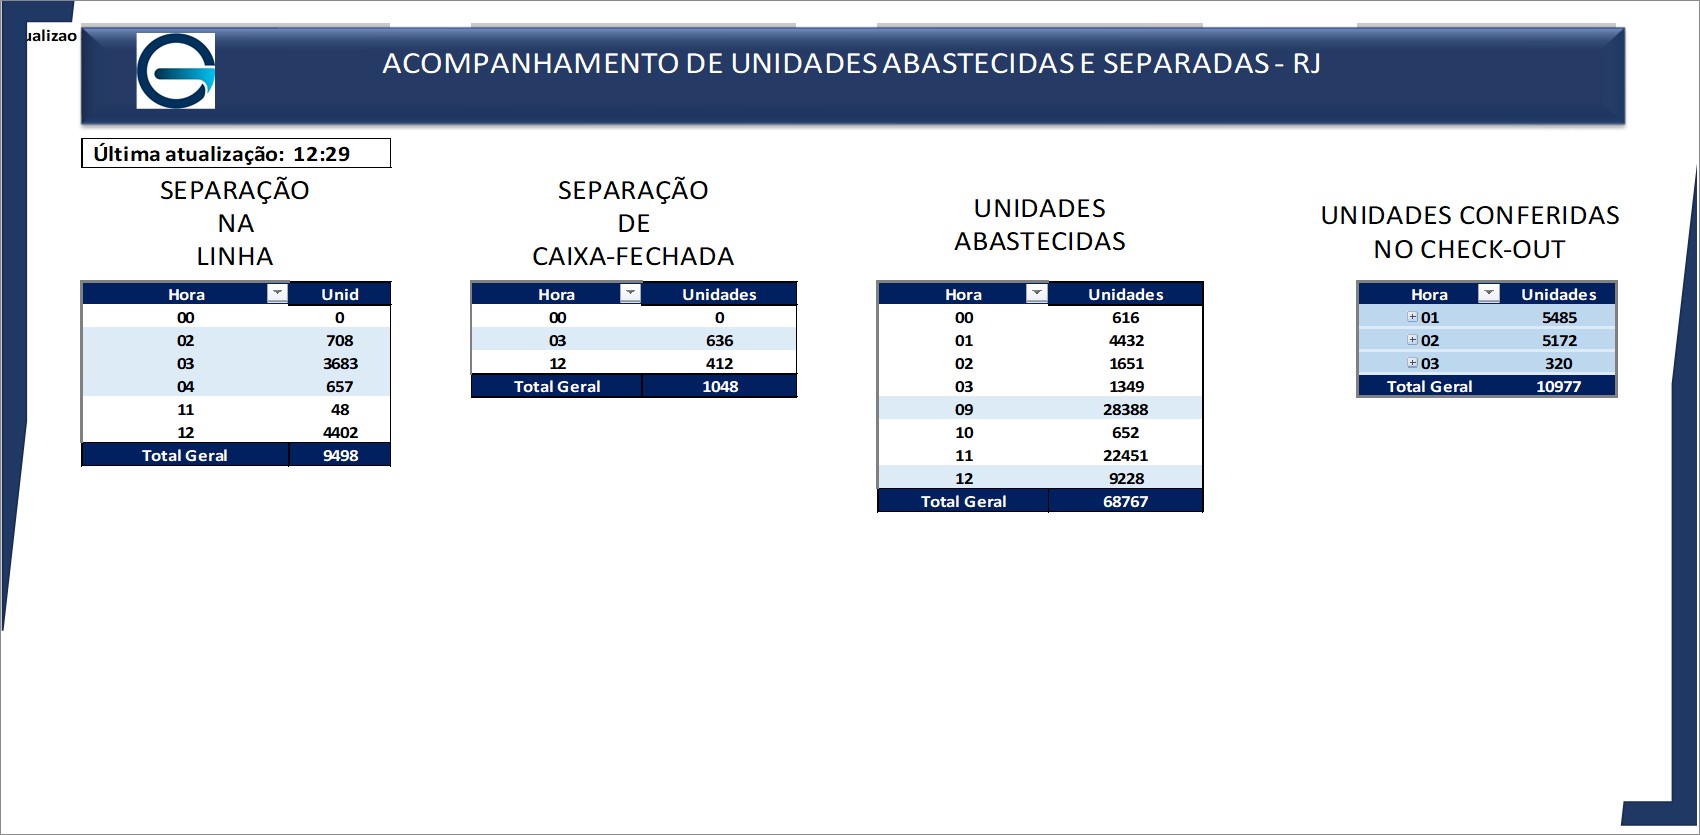 ualizao
ACOMPANHAMENTO DE UNIDADES ABASTECIDAS E SEPARADAS - RJ
Última atualização: 12:29
SEPARAÇÃO
NA
LINHA
Hora Unid
00 0
02 708
03 3683
04 657
11 48
12 4402
Total Geral 9498
SEPARAÇÃO
DE
CAIXA-FECHADA
Hora Unidades
00 0
03 636
12 412
Total Geral 1048
UNIDADES
ABASTECIDAS
Hora Unidades
00 616
01 4432
02 1651
03 1349
09 28388
10 652
11 22451
12 9228
Total Geral 68767
UNIDADES CONFERIDAS
NO CHECK-OUT
Hora Unidades
01 5485
02 5172
03 320
Total Geral 10977